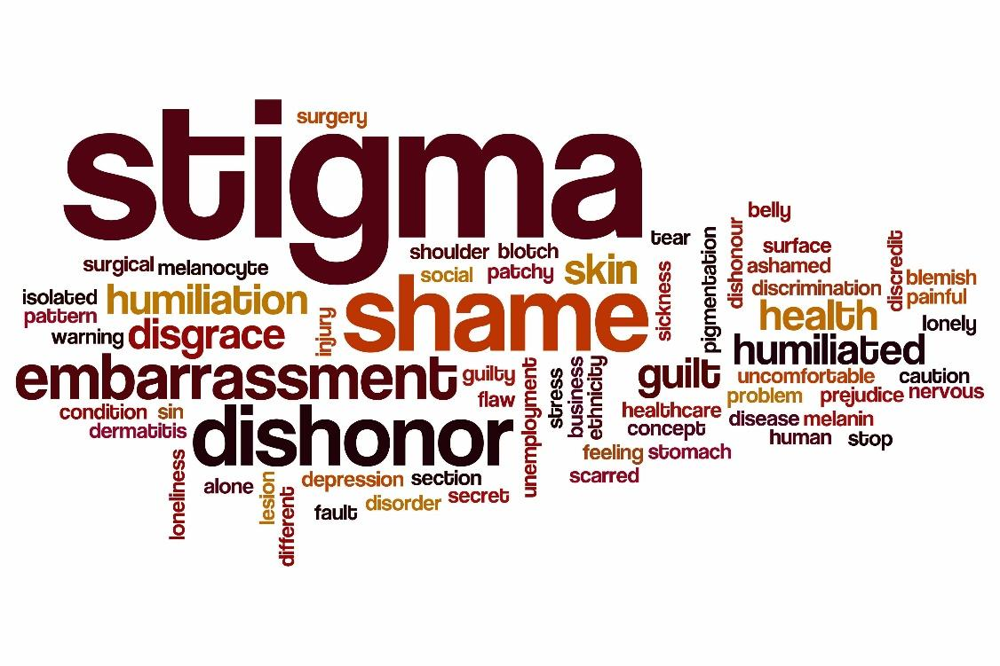 surgery
stigma
belly
tear
pigmentation
dishonour
surface
discredit
shoulder
blotch
surgical
melanocyte
social
patchy
skin
sickness
ashamed
blemish
isolated
humiliation
shame
discrimination
painful
pattern
injury
health
lonely
warning
disgrace
humiliated
embarrassment
guilty
unemployment
stress
business
ethnicity
guilt
uncomfortable
caution
flaw
problem
prejudice
nervous
condition
sin
dishonor
healthcare
disease
melanin
dermatitis
concept
human
stop
loneliness
feeling
stomach
alone
lesion
different
depression
section
scarred
fault
disorder
secret